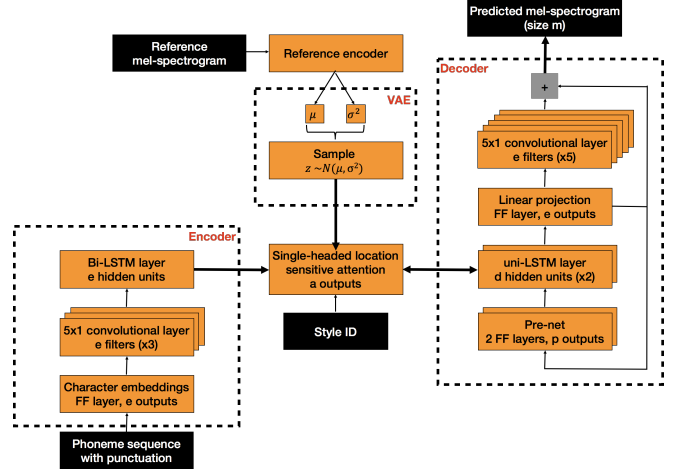 Predicted mel-spectrogram
(size m)
Reference
mel-spectrogram
Reference encoder
Decoder
+
VAE
μ
σ²
Sample
z ~N(μ, σ²)
5x1 convolutional layer
e filters (x5)
Linear projection
FF layer, e outputs
Encoder
Bi-LSTM layer
e hidden units
Single-headed location
sensitive attention
a outputs
uni-LSTM layer
d hidden units (x2)
5x1 convolutional layer
e filters (x3)
Style ID
Pre-net
2 FF layers, p outputs
Character embeddings
FF layer, e outputs
Phoneme sequence
with punctuation